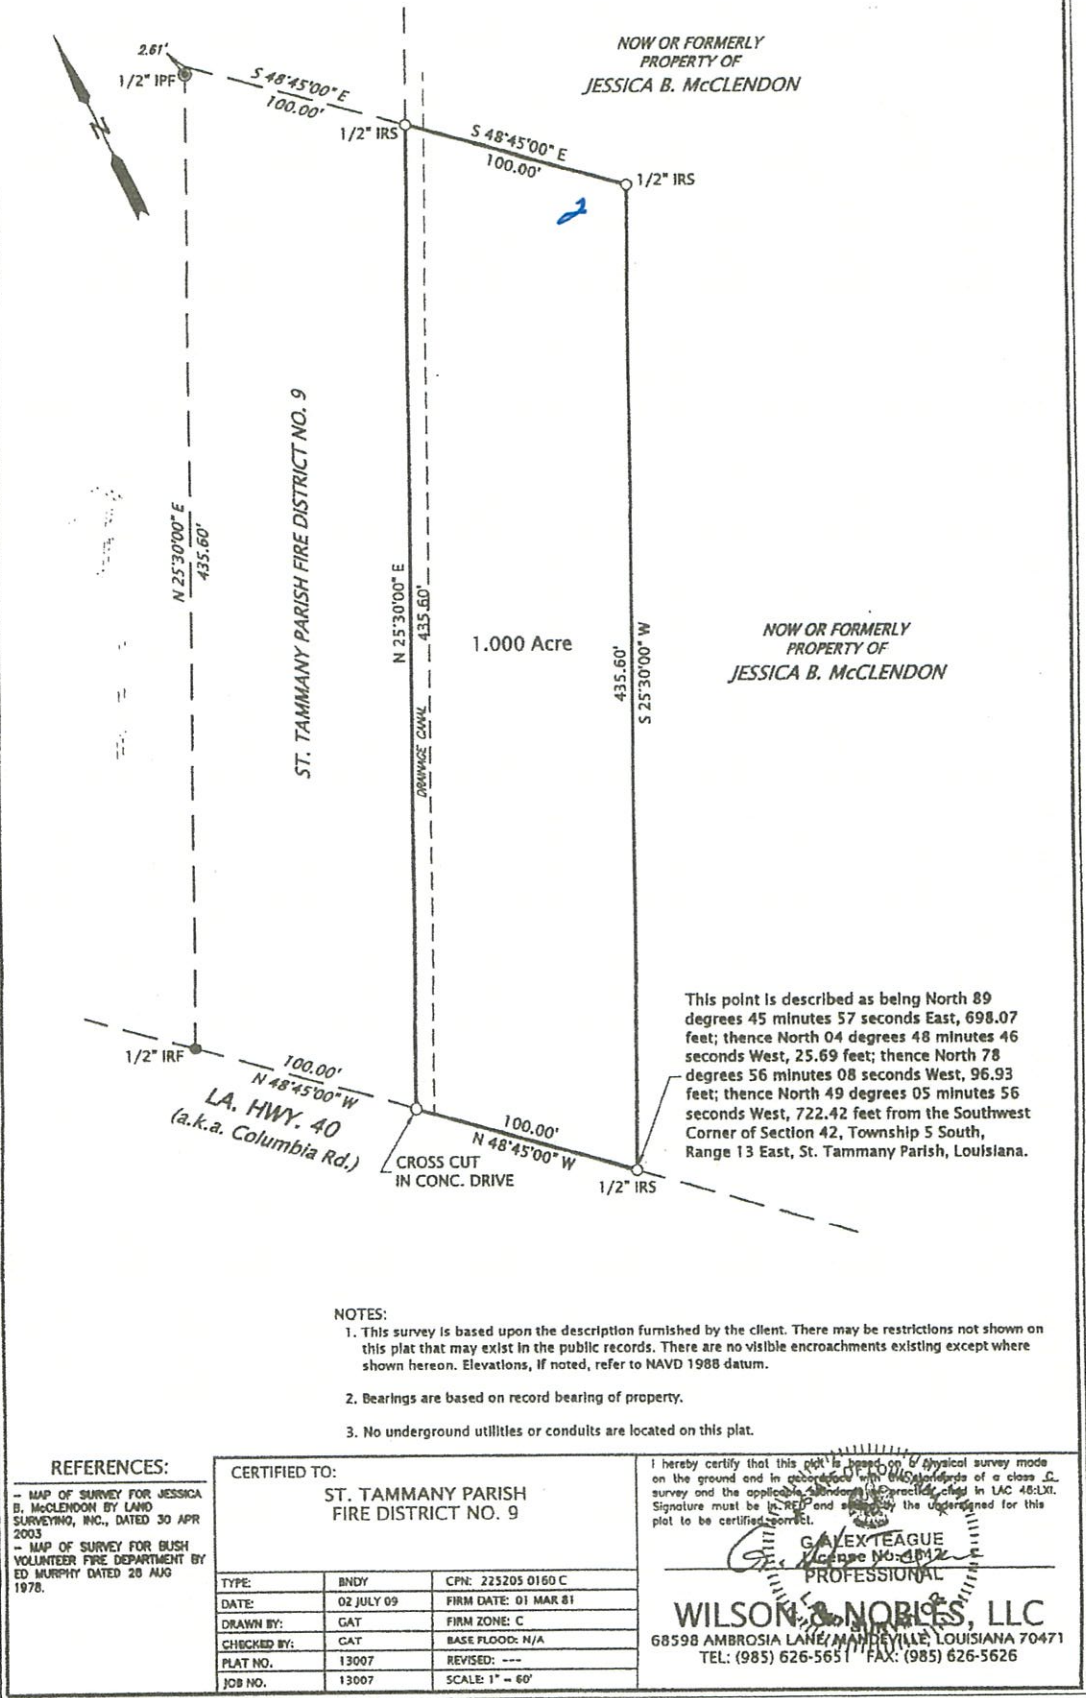 NOW OR FORMERLY
PROPERTY OF
JESSICA B. McCLENDON
2.61'
1/2" IPF
S 48°45'00" E
100.00'
1/2" IRS
S 48°45'00" E
100.00'
1/2" IRS
2
N
N 25°30'00" E
435.60'
ST. TAMMANY PARISH FIRE DISTRICT NO. 9
N 25°30'00" E
435.60'
DRAINAGE CANAL
1.000 Acre
435.60'
S 25°30'00" W
NOW OR FORMERLY
PROPERTY OF
JESSICA B. McCLENDON
This point is described as being North 89
degrees 45 minutes 57 seconds East, 698.07
feet; thence North 04 degrees 48 minutes 46
seconds West, 25.69 feet; thence North 78
degrees 56 minutes 08 seconds West, 96.93
feet; thence North 49 degrees 05 minutes 56
seconds West, 722.42 feet from the Southwest
Corner of Section 42, Township 5 South,
Range 13 East, St. Tammany Parish, Louisiana.
1/2" IRF
100.00'
N 48°45'00" W
LA. HWY. 40
(a.k.a. Columbia Rd.)
CROSS CUT
IN CONC. DRIVE
100.00'
N 48°45'00" W
1/2" IRS
NOTES:
1. This survey is based upon the description furnished by the client. There may be restrictions not shown on
this plat that may exist in the public records. There are no visible encroachments existing except where
shown hereon. Elevations, if noted, refer to NAVD 1988 datum.
2. Bearings are based on record bearing of property.
3. No underground utilities or conduits are located on this plat.
REFERENCES:
- MAP OF SURVEY FOR JESSICA
B. McCLENDON BY LAND
SURVEYING, INC., DATED 30 APR
2003
- MAP OF SURVEY FOR BUSH
VOLUNTEER FIRE DEPARTMENT BY
ED MURPHY DATED 28 AUG
1978.
CERTIFIED TO:
ST. TAMMANY PARISH
FIRE DISTRICT NO. 9
TYPE: BNDY CPN: 225205 0160 C
DATE: 02 JULY 09 FIRM DATE: 01 MAR 81
DRAWN BY: GAT FIRM ZONE: C
CHECKED BY: GAT BASE FLOOD: N/A
PLAT NO. 13007 REVISED: ---
JOB NO. 13007 SCALE: 1" = 60'
I hereby certify that this plat is based on a physical survey made
on the ground and in accordance with the standards of a class C
survey and the applicable standards of practice cited in LAC 46:LXI.
Signature must be in RED and sealed by the undersigned for this
plat to be certified correct.
G. ALEX TEAGUE
License No. 4842
PROFESSIONAL
WILSON & NOBLES, LLC
68598 AMBROSIA LANE, MANDEVILLE, LOUISIANA 70471
TEL: (985) 626-5651 FAX: (985) 626-5626